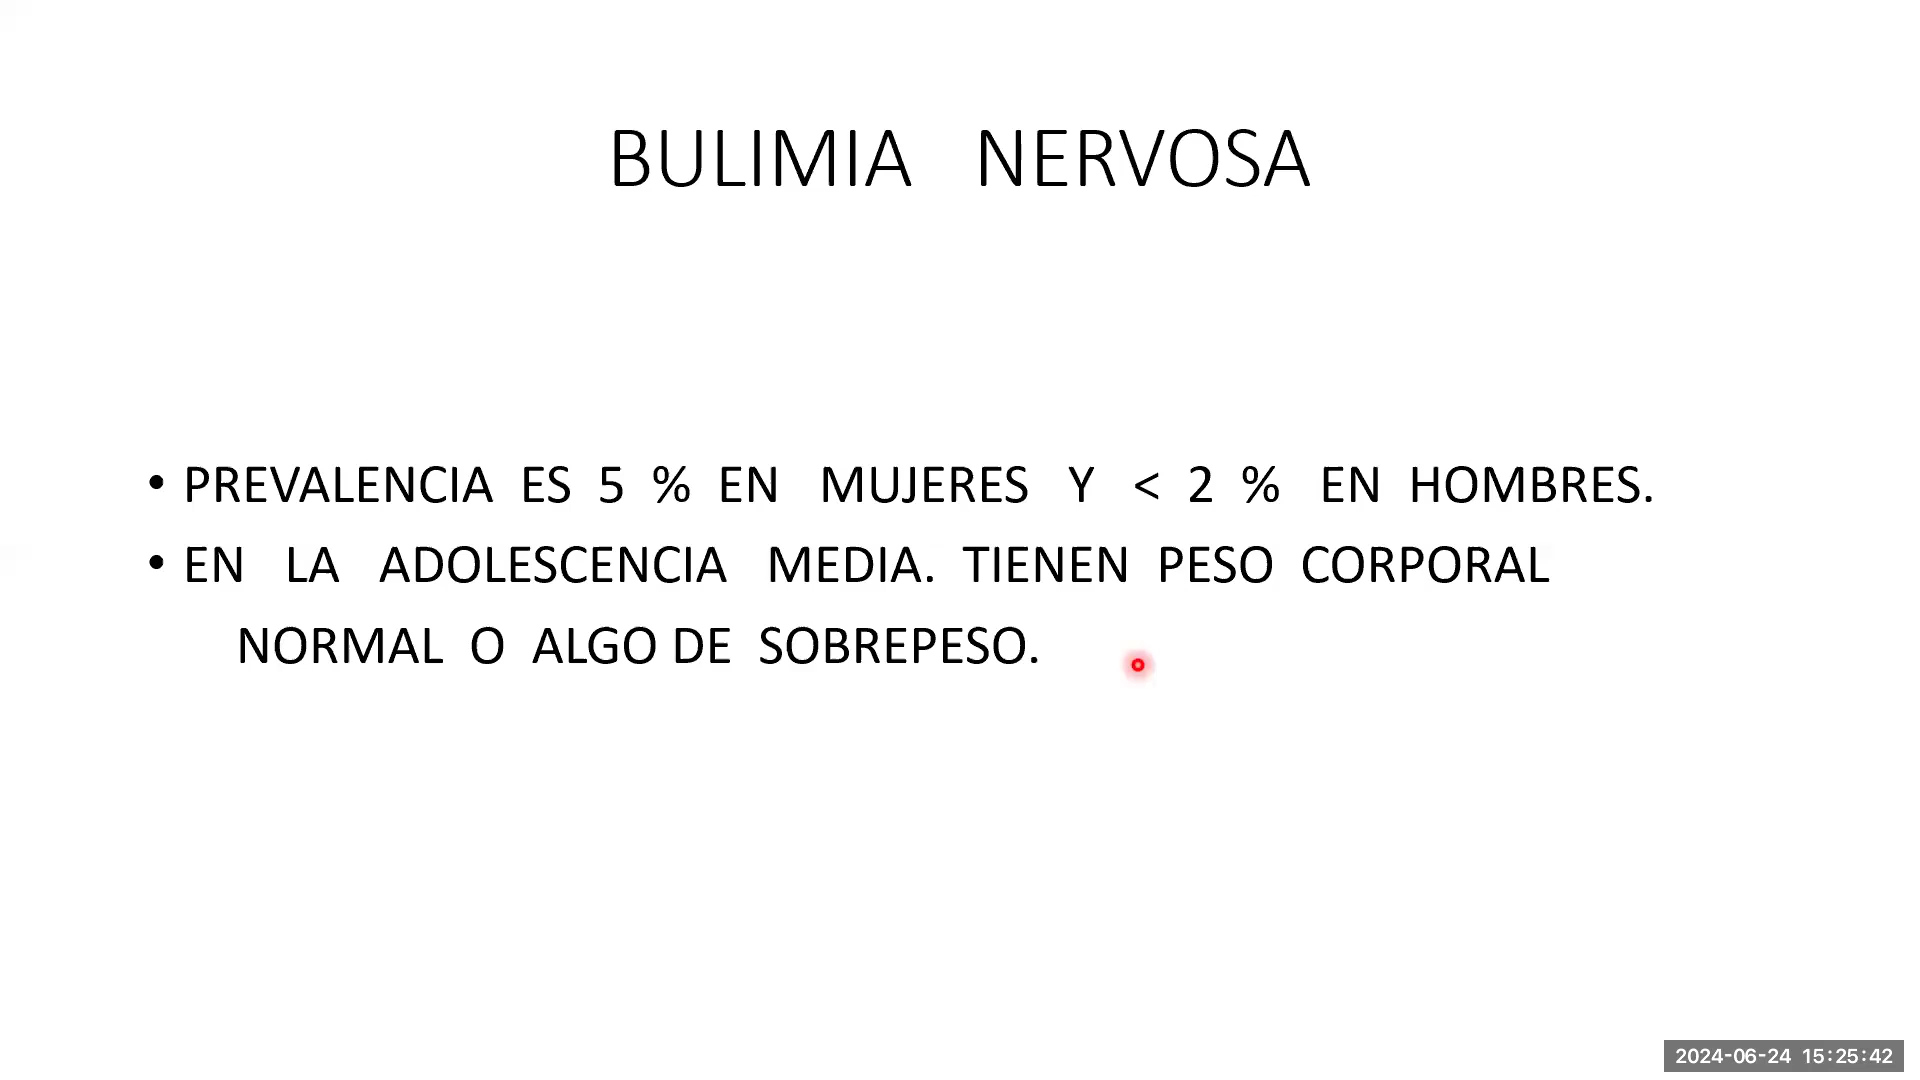 BULIMIA NERVOSA
• PREVALENCIA ES 5 % EN MUJERES Y < 2 % EN HOMBRES.
• EN LA ADOLESCENCIA MEDIA. TIENEN PESO CORPORAL
NORMAL O ALGO DE SOBREPESO.
2024-06-24 15:25:42